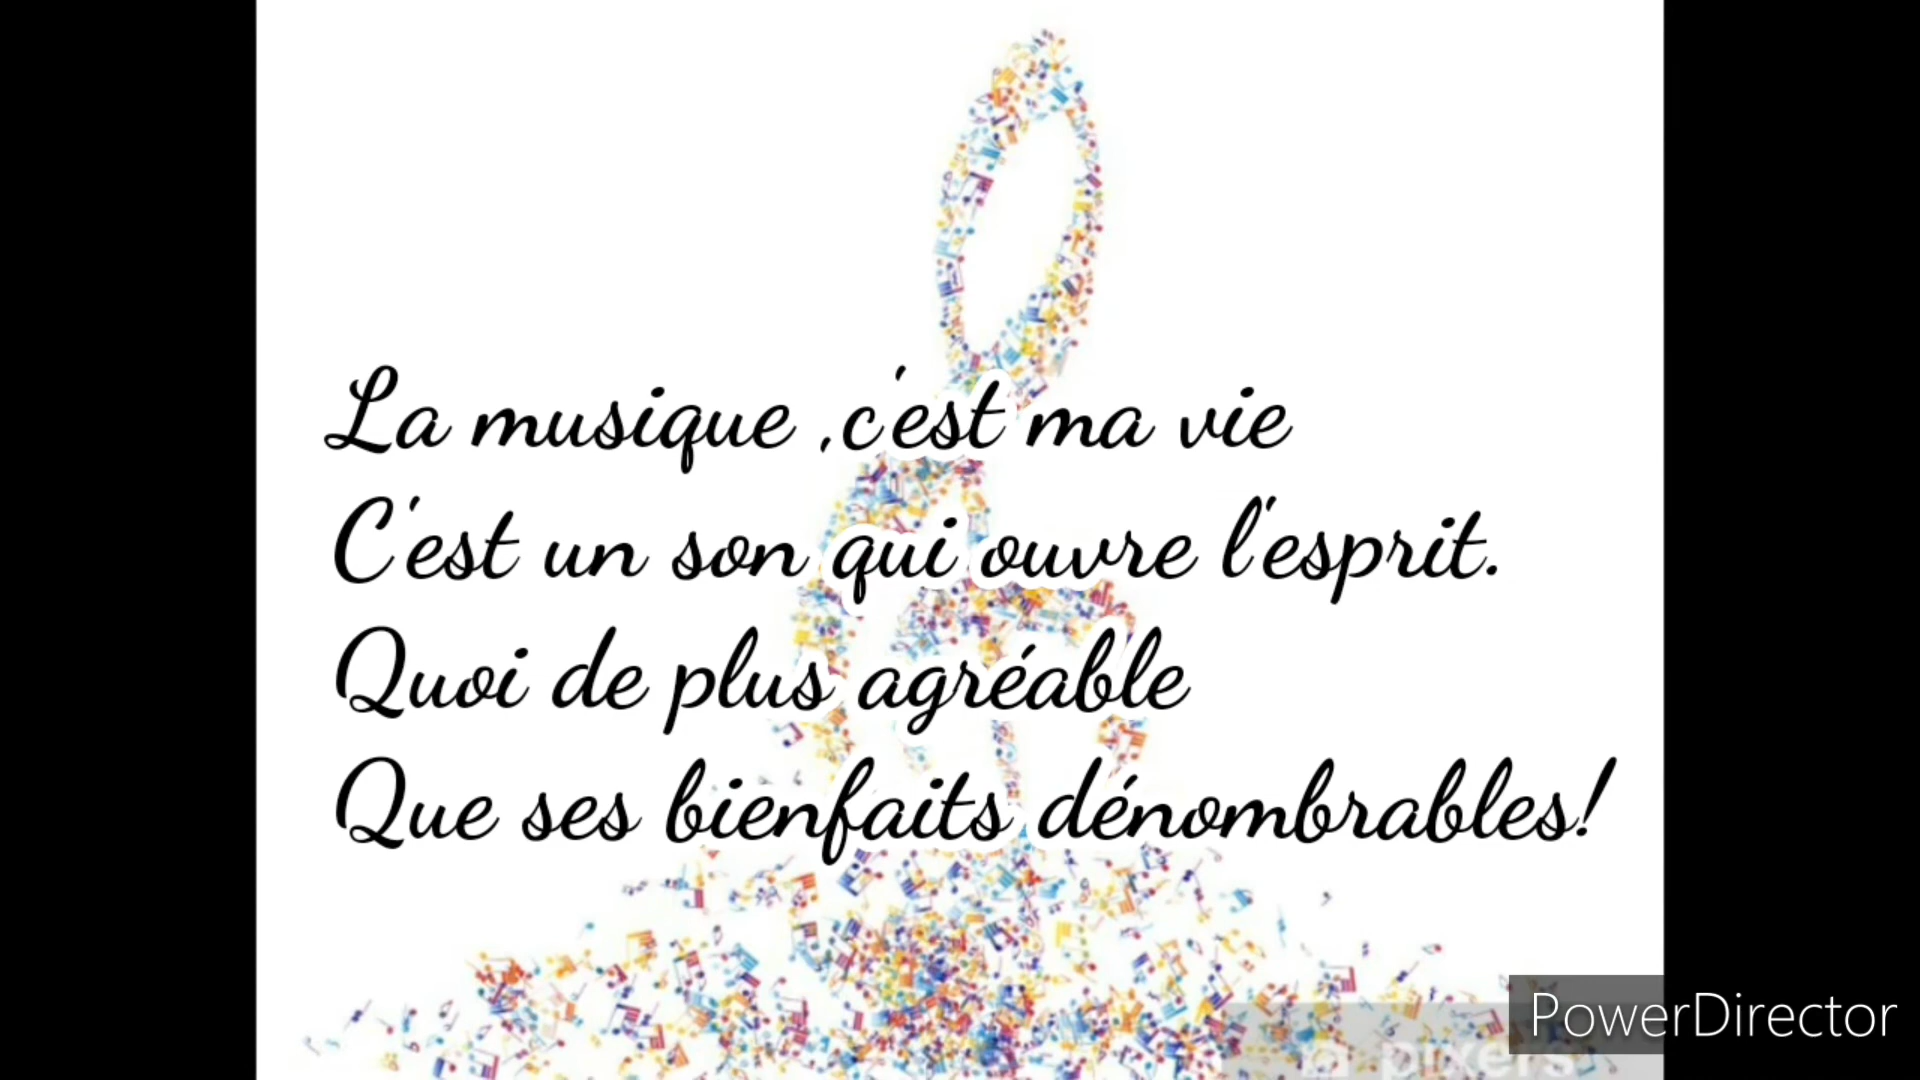 La musique ,c'est ma vie
C'est un son qui ouvre l'esprit.
Quoi de plus agréable
Que ses bienfaits dénombrables!
PowerDirector
pixers